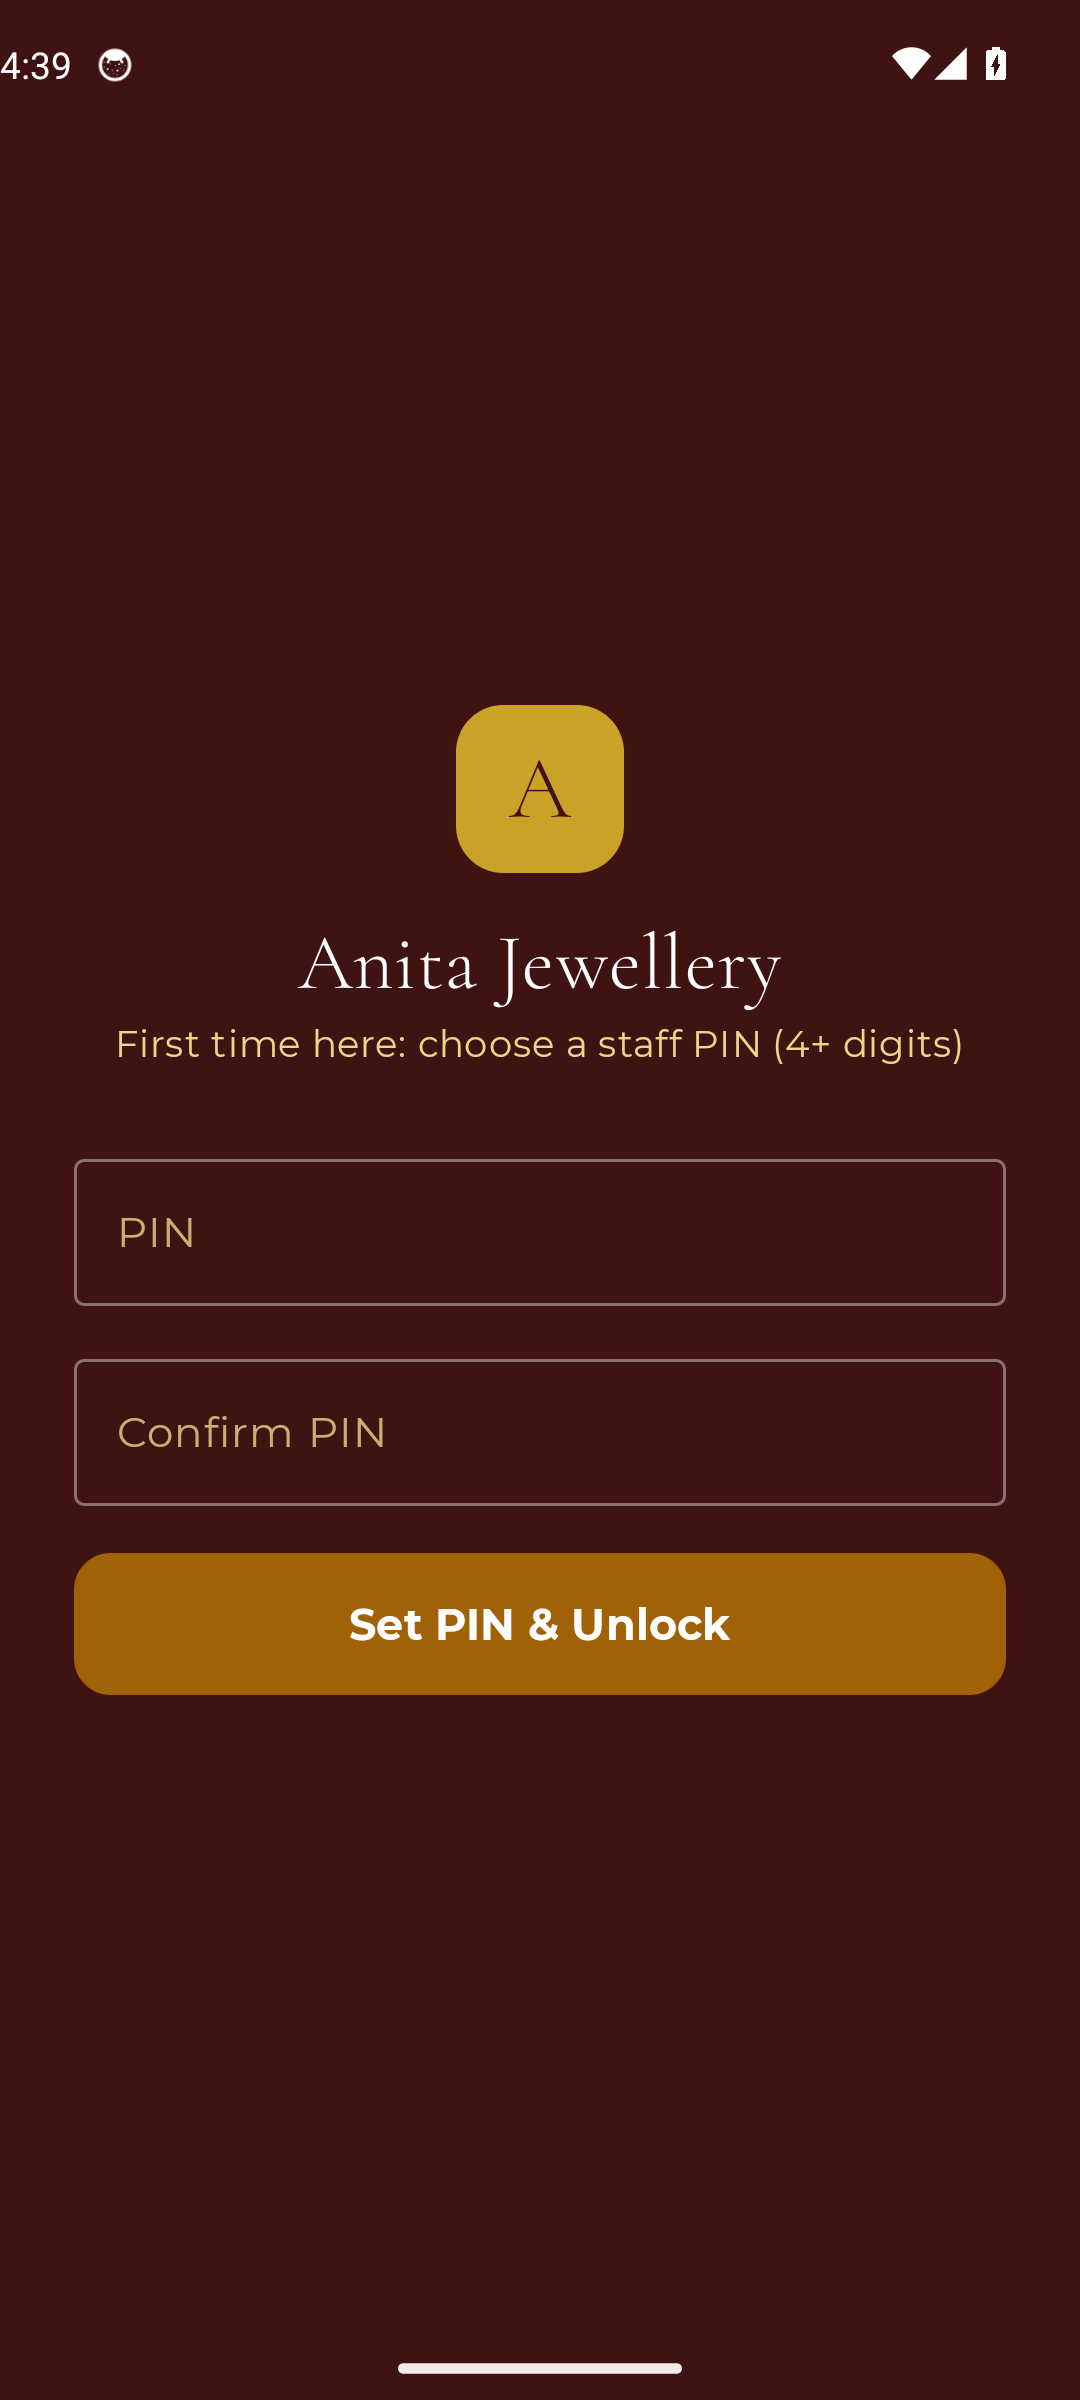 4:39
A
Anita Jewellery
First time here: choose a staff PIN (4+ digits)
PIN
Confirm PIN
Set PIN & Unlock